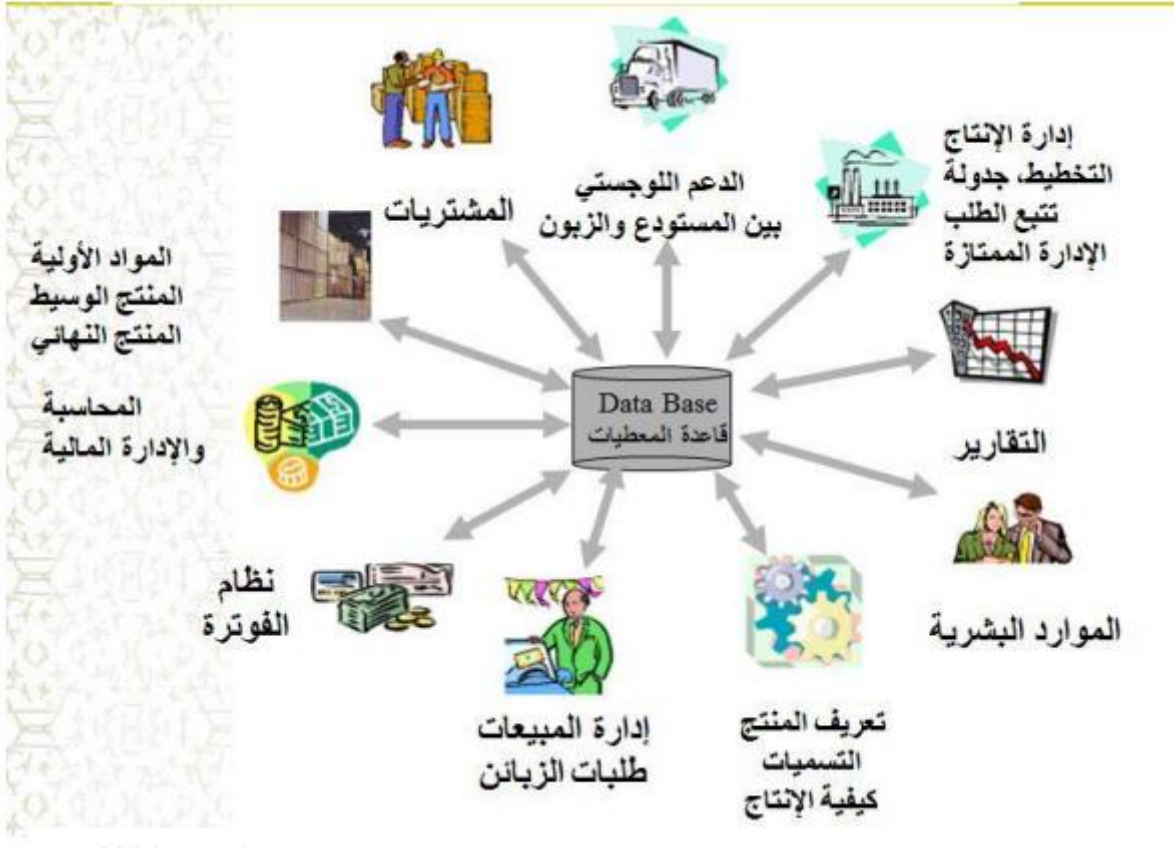 الدعم اللوجستي
بين المستودع والزبون
إدارة الإنتاج
التخطيط، جدولة
تتبع الطلب
الإدارة الممتازة
المشتريات
المواد الأولية
المنتج الوسيط
المنتج النهائي
Data Base
قاعدة المعطيات
المحاسبة
والإدارة المالية
التقارير
نظام
الفوترة
الموارد البشرية
إدارة المبيعات
طلبات الزبائن
تعريف المنتج
التسميات
كيفية الإنتاج